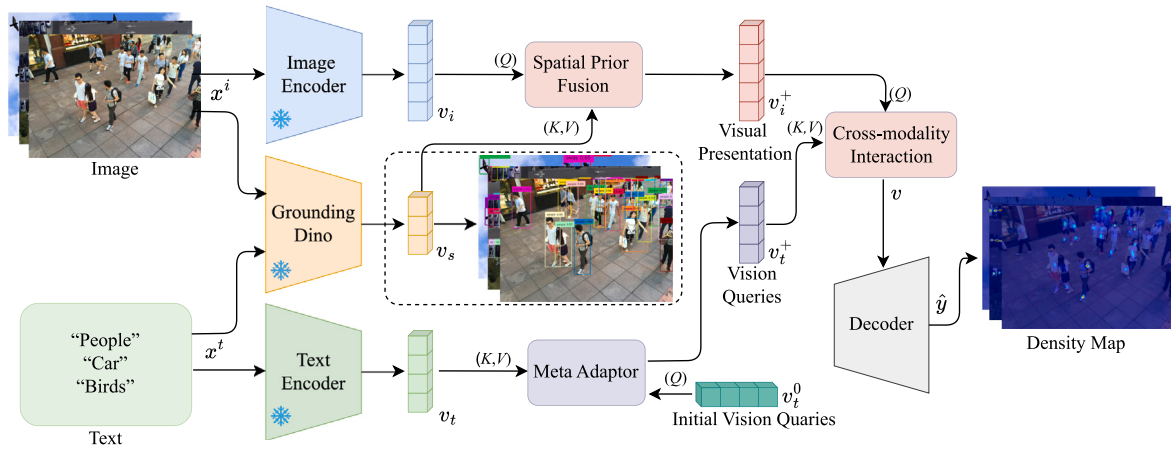 Image
x^i
Image
Encoder
v_i
(Q)
Spatial Prior
Fusion
(K,V)
v_i^+
Visual
Presentation
(Q)
(K,V)
Cross-modality
Interaction
v
Grounding
Dino
v_s
v_t^+
Vision
Queries
Decoder
ŷ
Density Map
"People"
"Car"
"Birds"
Text
x^t
Text
Encoder
v_t
(K,V)
Meta Adaptor
(Q)
v_t^0
Initial Vision Quaries